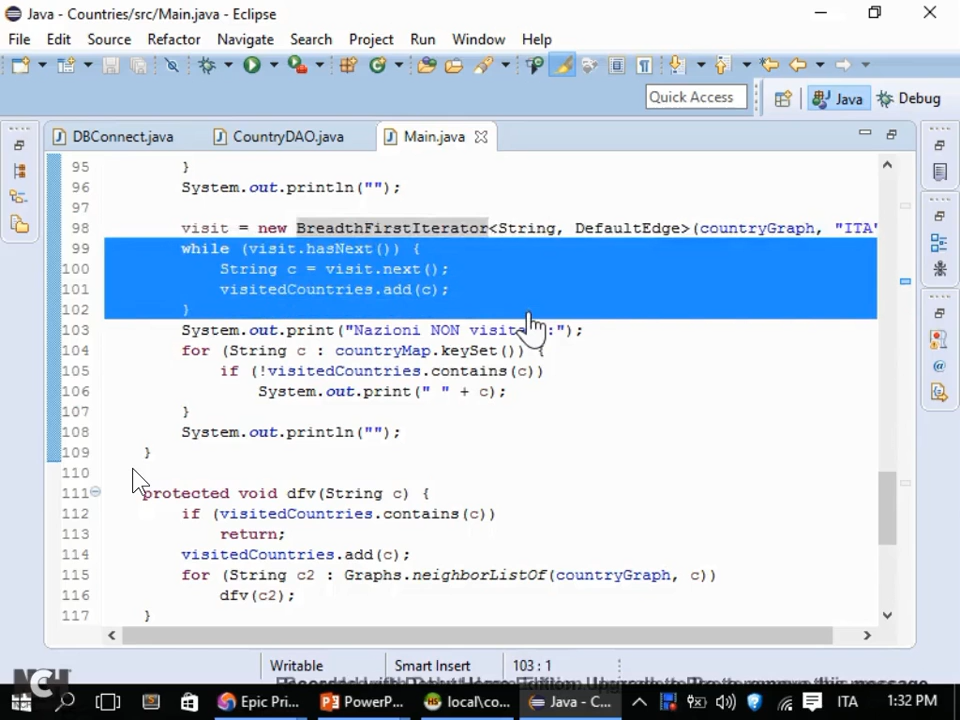 Java - Countries/src/Main.java - Eclipse
File Edit Source Refactor Navigate Search Project Run Window Help
Quick Access Java Debug
DBConnect.java CountryDAO.java Main.java
95 }
96 System.out.println("");
97
98 visit = new BreadthFirstIterator<String, DefaultEdge>(countryGraph, "ITA"
99 while (visit.hasNext()) {
100 String c = visit.next();
101 visitedCountries.add(c);
102 }
103 System.out.print("Nazioni NON visita :");
104 for (String c : countryMap.keySet()) {
105 if (!visitedCountries.contains(c))
106 System.out.print(" " + c);
107 }
108 System.out.println("");
109 }
110
111 protected void dfv(String c) {
112 if (visitedCountries.contains(c))
113 return;
114 visitedCountries.add(c);
115 for (String c2 : Graphs.neighborListOf(countryGraph, c))
116 dfv(c2);
117 }
Writable Smart Insert 103 : 1
NCH
Epic Pri... PowerP... local\co... Java - C... ITA 1:32 PM